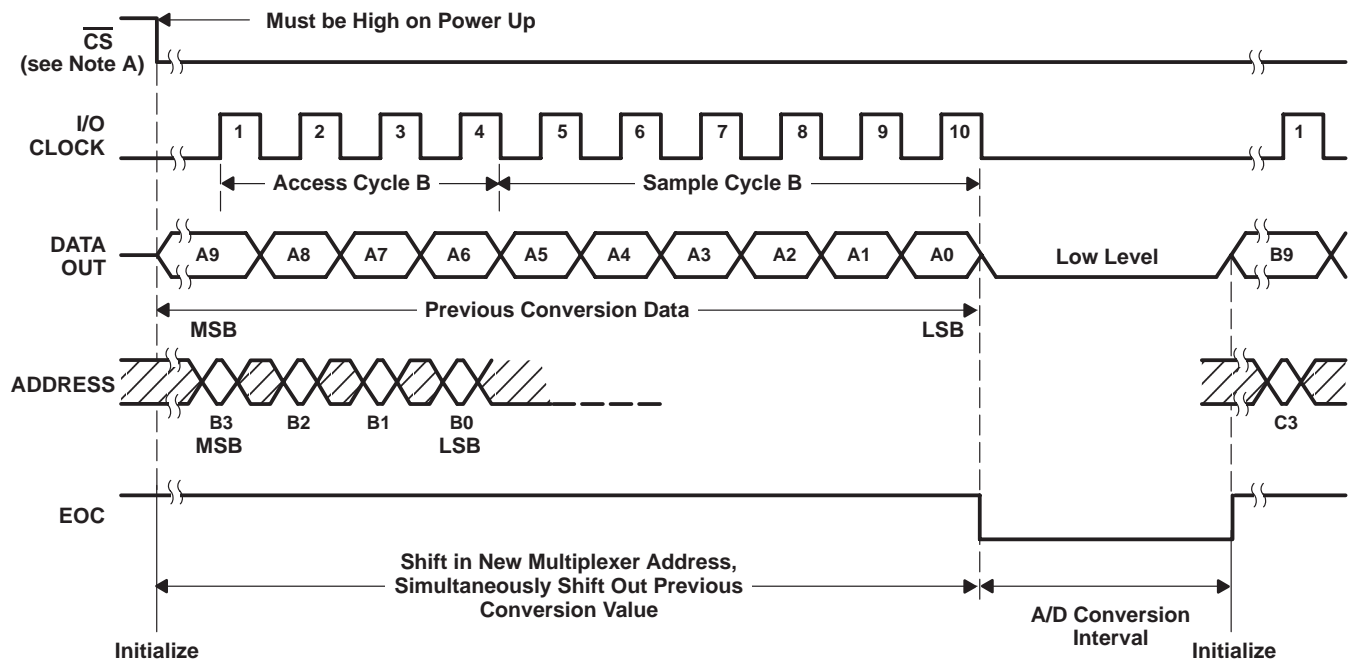 Must be High on Power Up
CS
(see Note A)
I/O
CLOCK
1 2 3 4 5 6 7 8 9 10 1
Access Cycle B
Sample Cycle B
DATA
OUT
A9 A8 A7 A6 A5 A4 A3 A2 A1 A0 Low Level B9
Previous Conversion Data
MSB LSB
ADDRESS
B3 B2 B1 B0 C3
MSB LSB
EOC
Shift in New Multiplexer Address,
Simultaneously Shift Out Previous
Conversion Value
A/D Conversion
Interval
Initialize Initialize